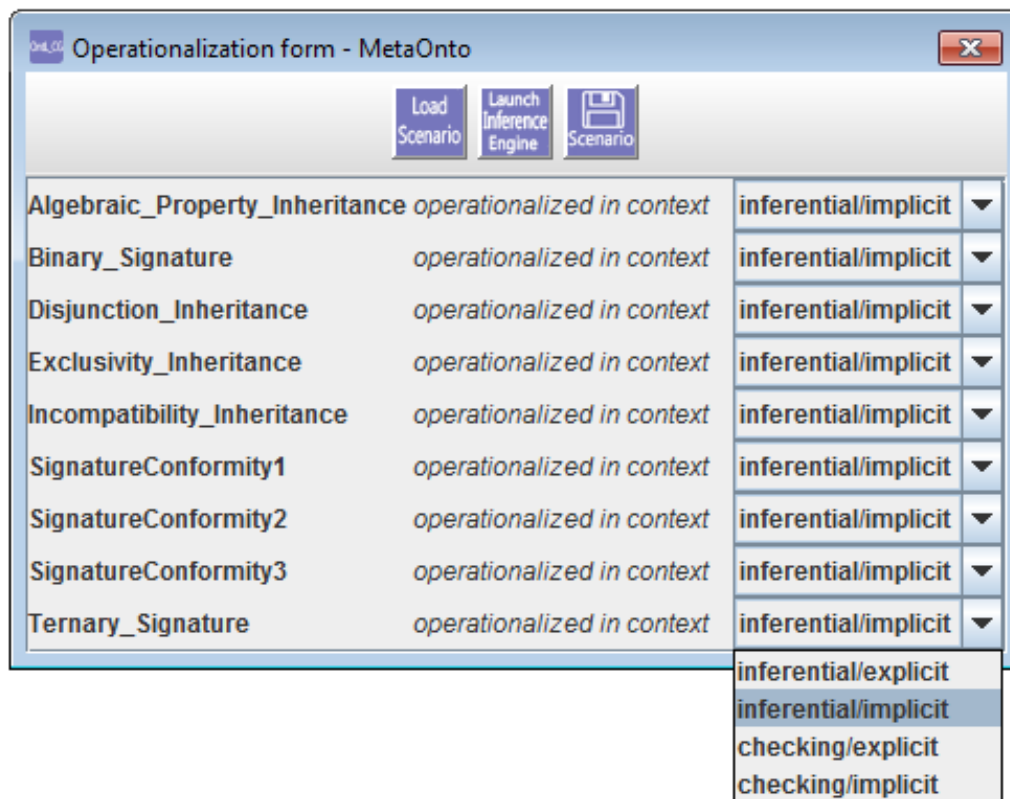 OntL_CG Operationalization form - MetaOnto
Load Scenario
Launch Inference Engine
Scenario
Algebraic_Property_Inheritance operationalized in context inferential/implicit
Binary_Signature operationalized in context inferential/implicit
Disjunction_Inheritance operationalized in context inferential/implicit
Exclusivity_Inheritance operationalized in context inferential/implicit
Incompatibility_Inheritance operationalized in context inferential/implicit
SignatureConformity1 operationalized in context inferential/implicit
SignatureConformity2 operationalized in context inferential/implicit
SignatureConformity3 operationalized in context inferential/implicit
Ternary_Signature operationalized in context inferential/implicit
inferential/explicit
inferential/implicit
checking/explicit
checking/implicit